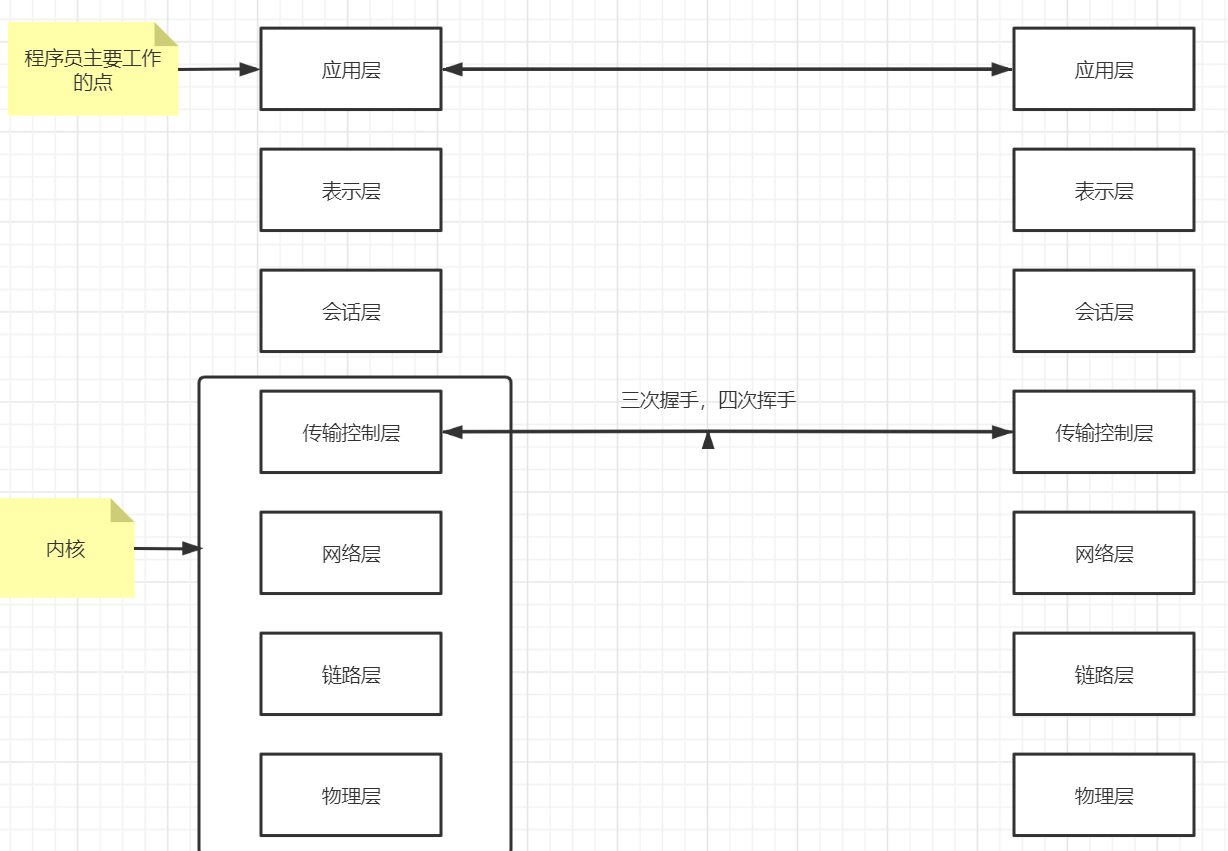 程序员主要工作
的点
应用层
应用层
表示层
表示层
会话层
会话层
三次握手，四次挥手
传输控制层
传输控制层
内核
网络层
网络层
链路层
链路层
物理层
物理层